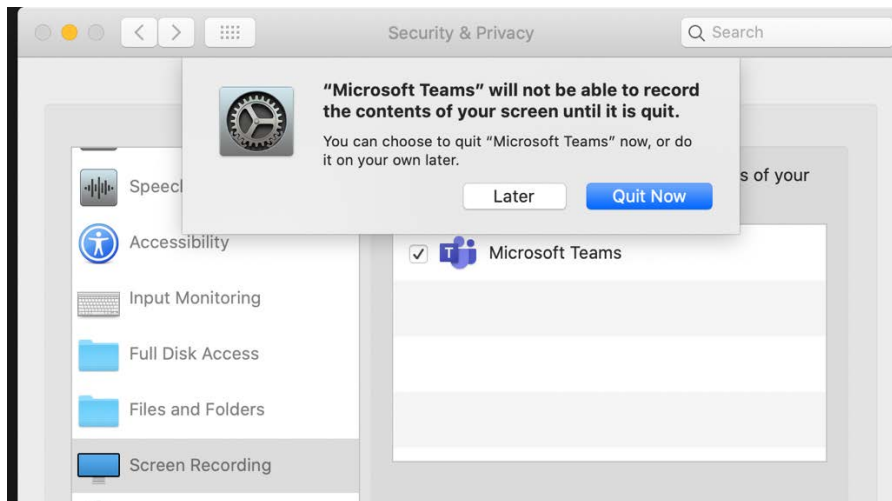 Security & Privacy
Search
“Microsoft Teams” will not be able to record
the contents of your screen until it is quit.
You can choose to quit “Microsoft Teams” now, or do
it on your own later.
Later
Quit Now
s of your
Accessibility
Input Monitoring
Full Disk Access
Files and Folders
Screen Recording
T
Microsoft Teams